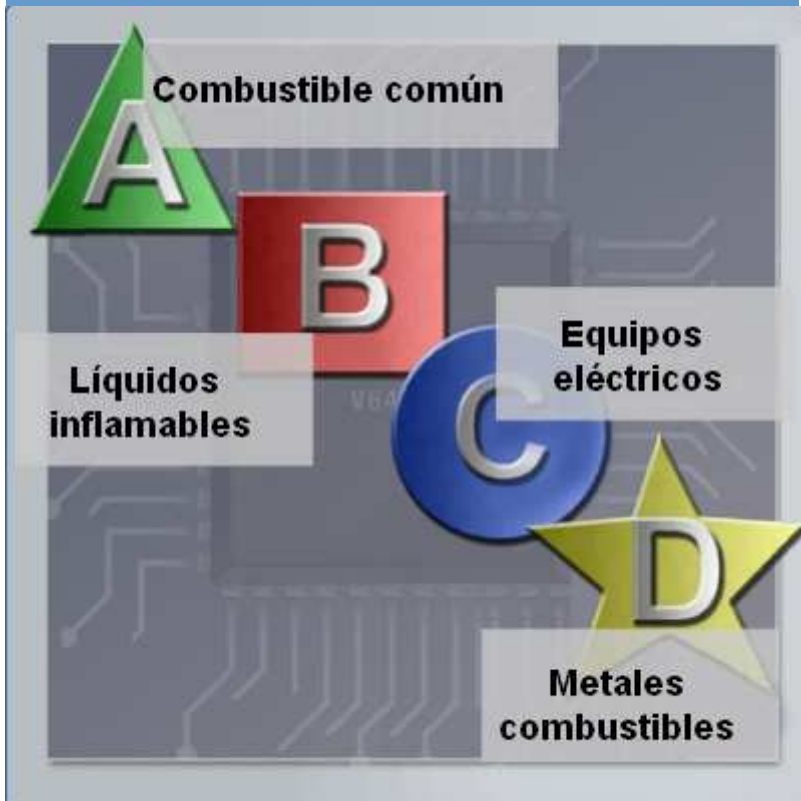 A
Combustible común
B
Líquidos
inflamables
Equipos
eléctricos
C
D
Metales
combustibles